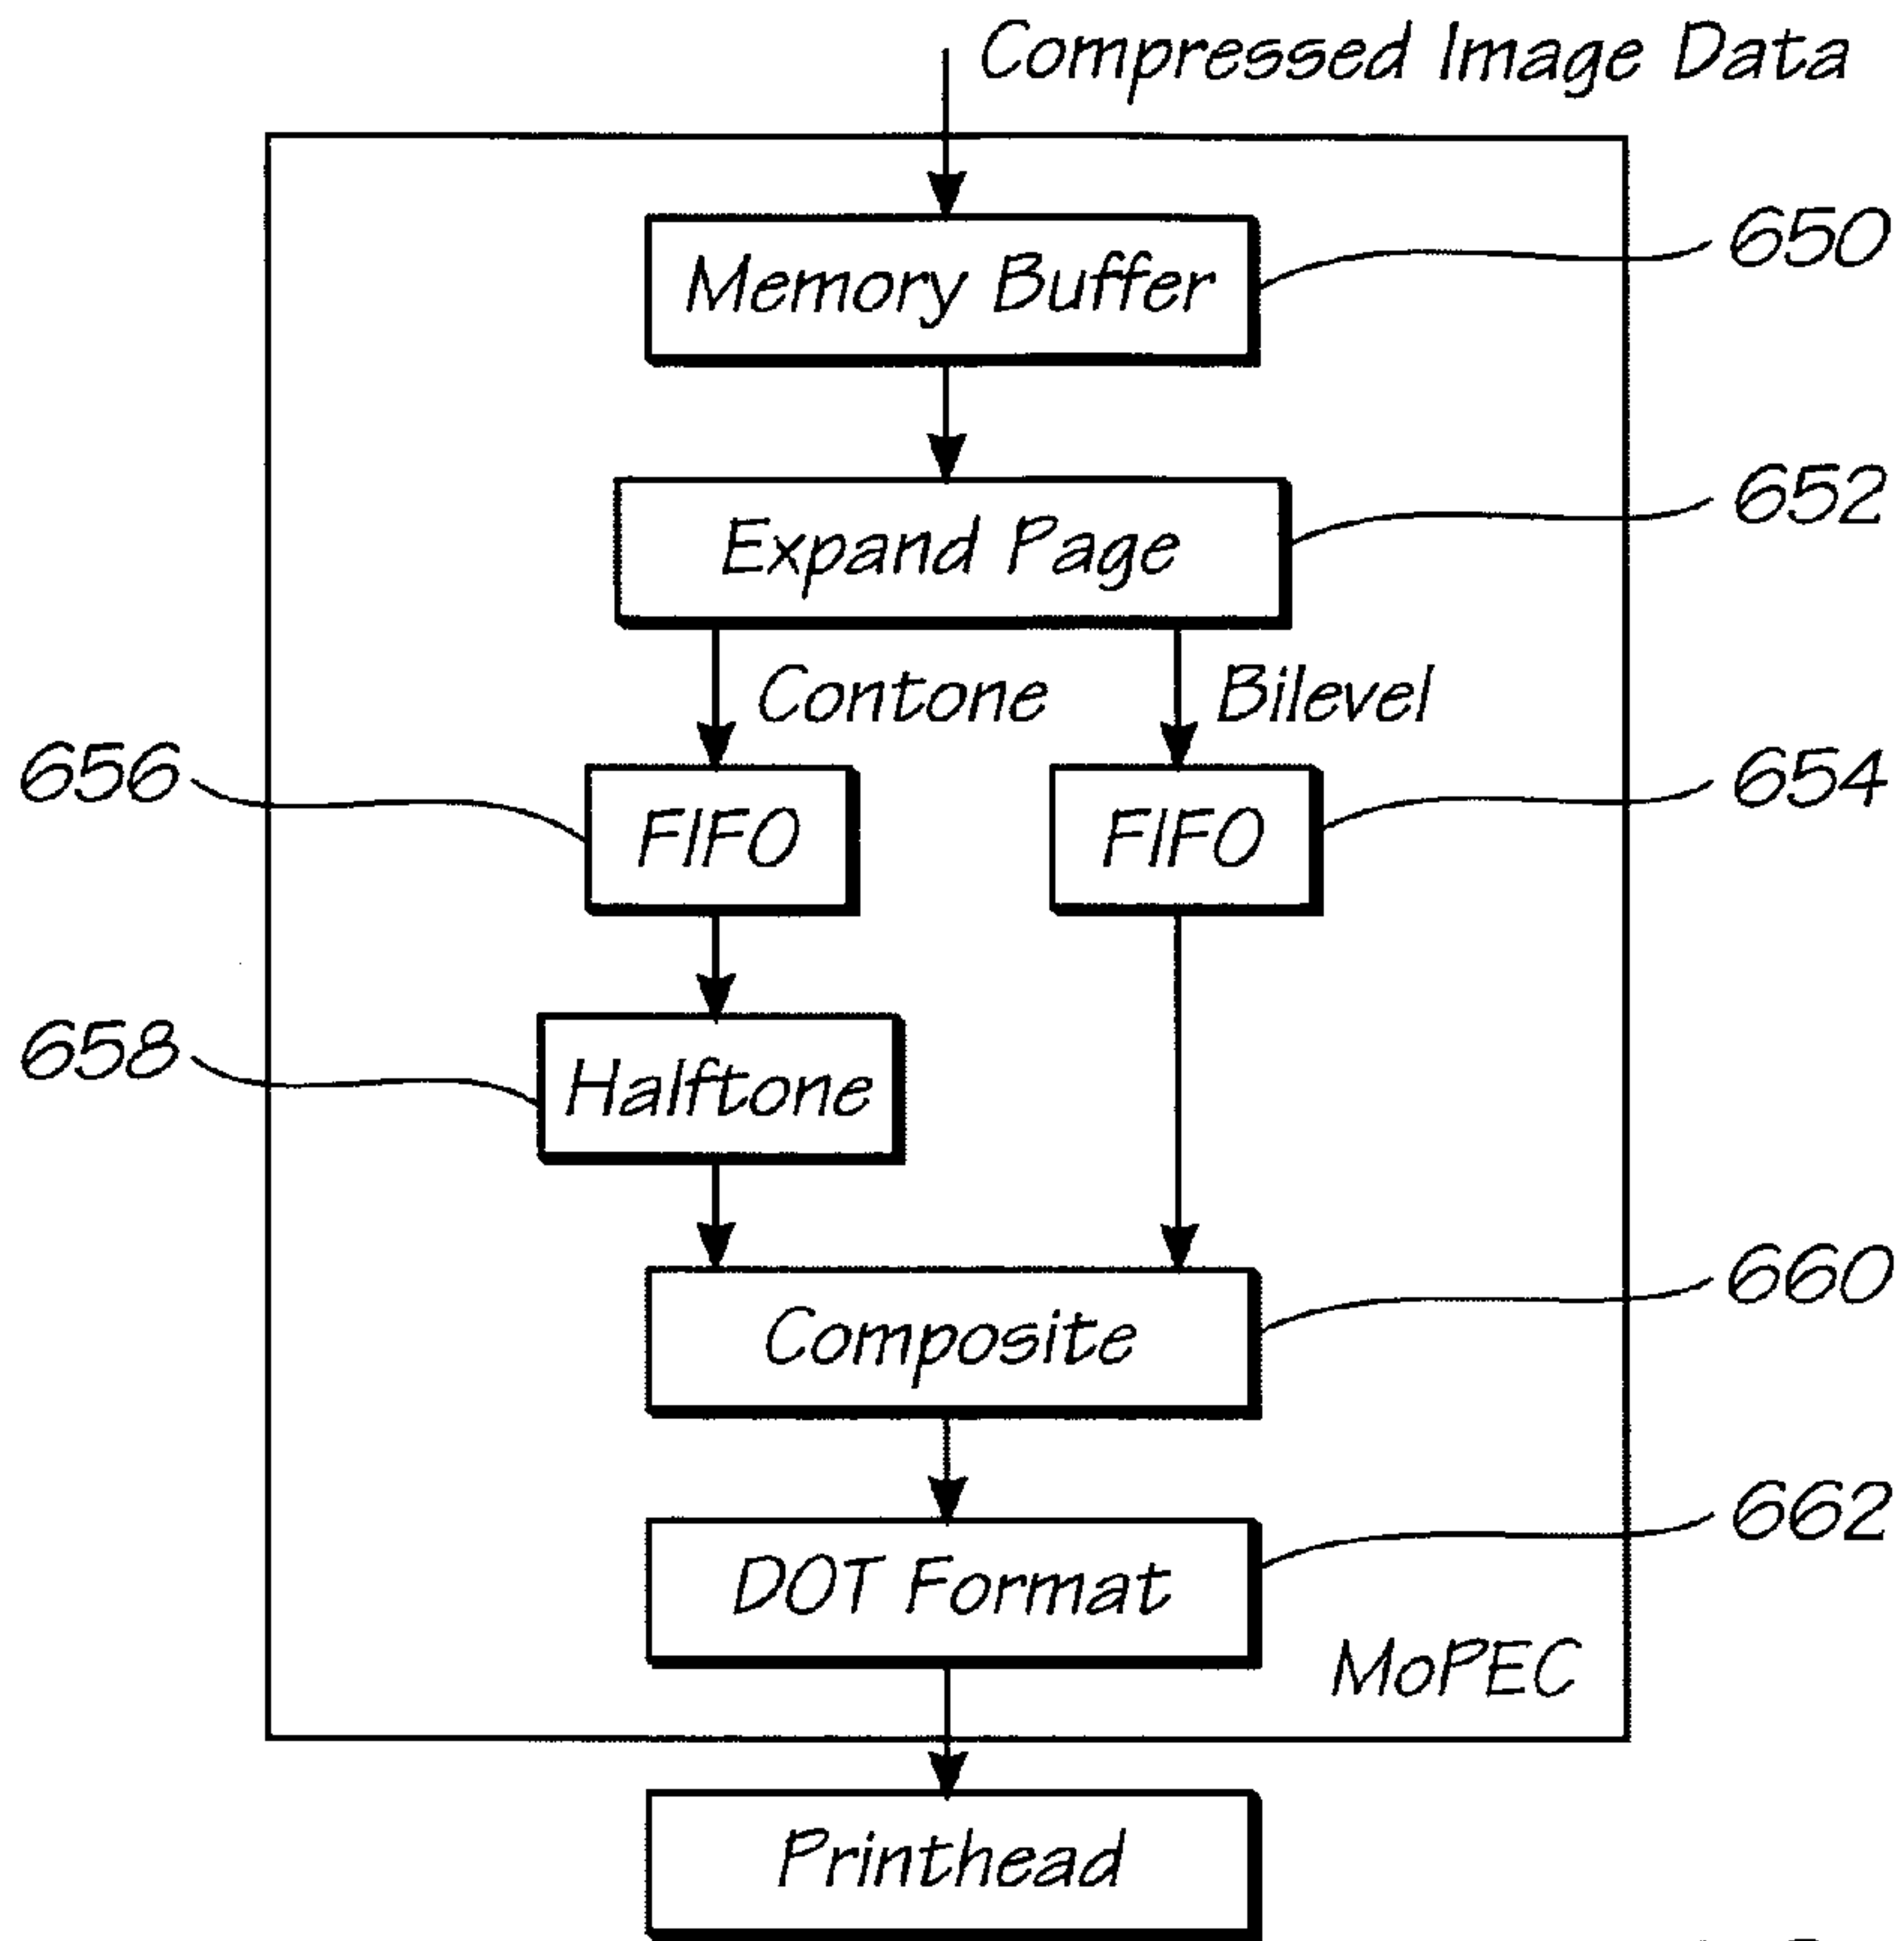 Compressed Image Data
Memory Buffer
650
Expand Page
652
Contone
Bilevel
656
FIFO
FIFO
654
658
Halftone
Composite
660
DOT Format
662
MoPEC
Printhead